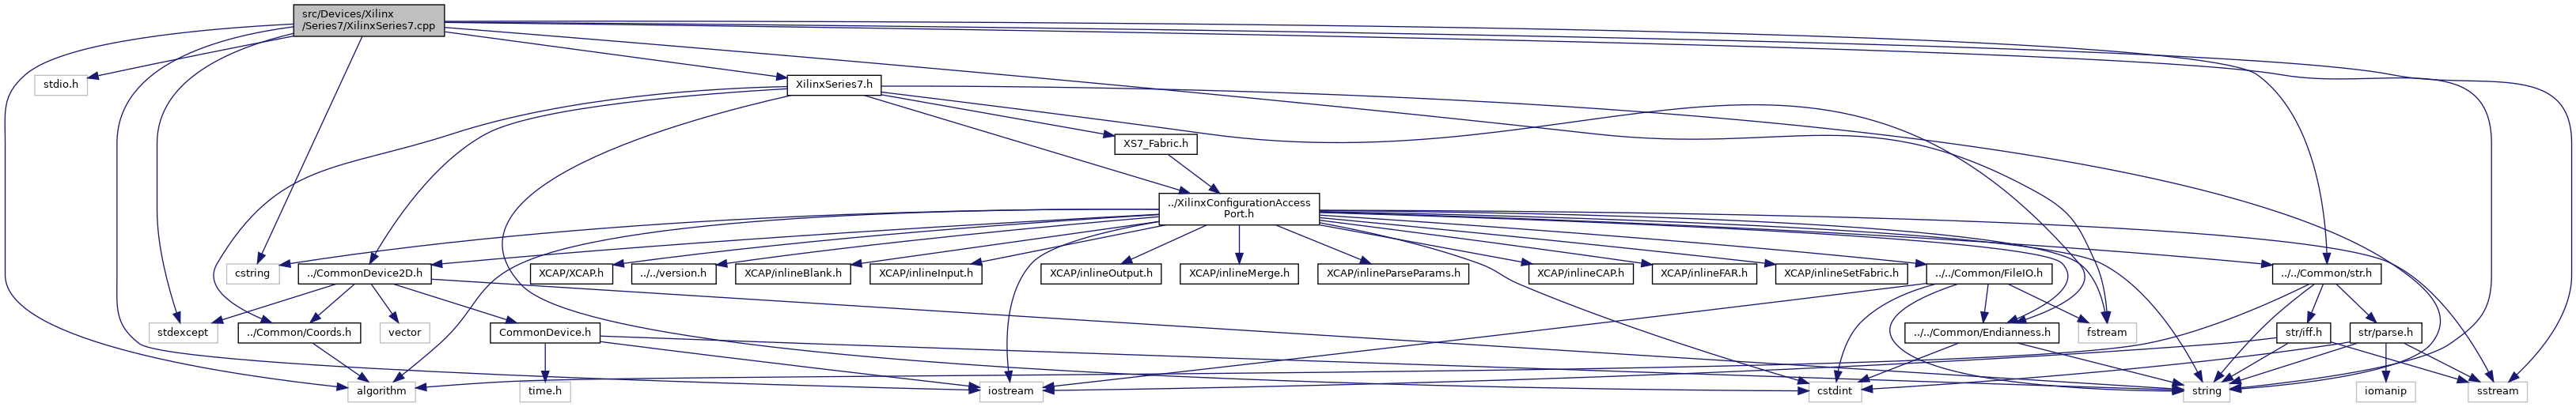 src/Devices/Xilinx
/Series7/XilinxSeries7.cpp
stdio.h
XilinxSeries7.h
XS7_Fabric.h
../XilinxConfigurationAccess
Port.h
cstring
../CommonDevice2D.h
XCAP/XCAP.h
../../version.h
XCAP/inlineBlank.h
XCAP/inlineInput.h
XCAP/inlineOutput.h
XCAP/inlineMerge.h
XCAP/inlineParseParams.h
XCAP/inlineCAP.h
XCAP/inlineFAR.h
XCAP/inlineSetFabric.h
../../Common/FileIO.h
../../Common/str.h
stdexcept
../Common/Coords.h
vector
CommonDevice.h
../../Common/Endianness.h
fstream
str/iff.h
str/parse.h
algorithm
time.h
iostream
cstdint
string
iomanip
sstream